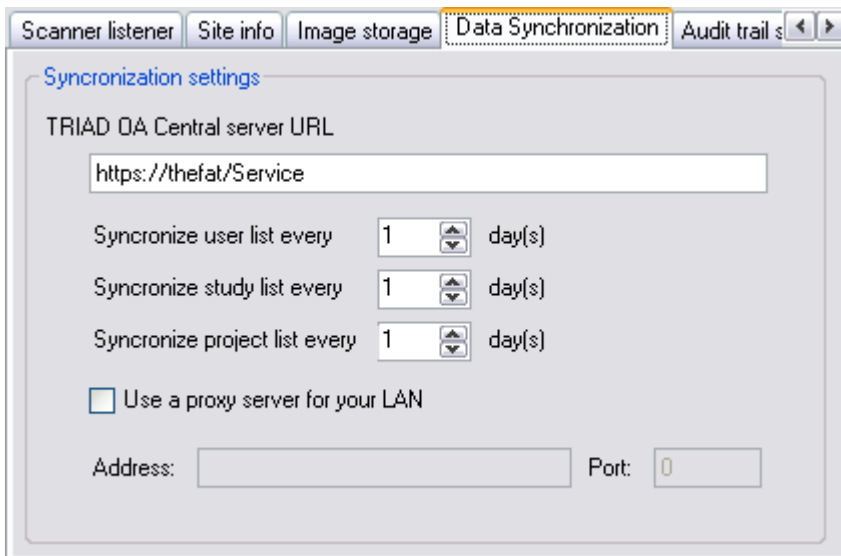 Scanner listener Site info Image storage Data Synchronization Audit trail s
Syncronization settings
TRIAD OA Central server URL
https://thefat/Service
Syncronize user list every 1 day(s)
Syncronize study list every 1 day(s)
Syncronize project list every 1 day(s)
Use a proxy server for your LAN
Address: Port: 0